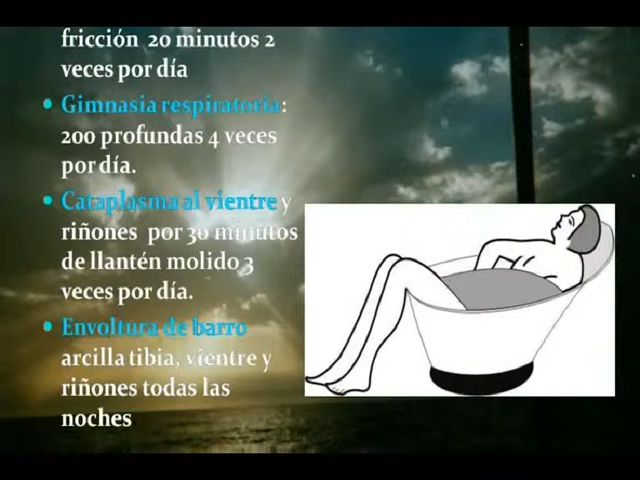 fricción 20 minutos 2
veces por día
• Gimnasia respiratoria:
200 profundas 4 veces
por día.
• Cataplasma al vientre y
riñones por 30 minutos
de llantén molido 3
veces por día.
• Envoltura de barro
arcilla tibia, vientre y
riñones todas las
noches